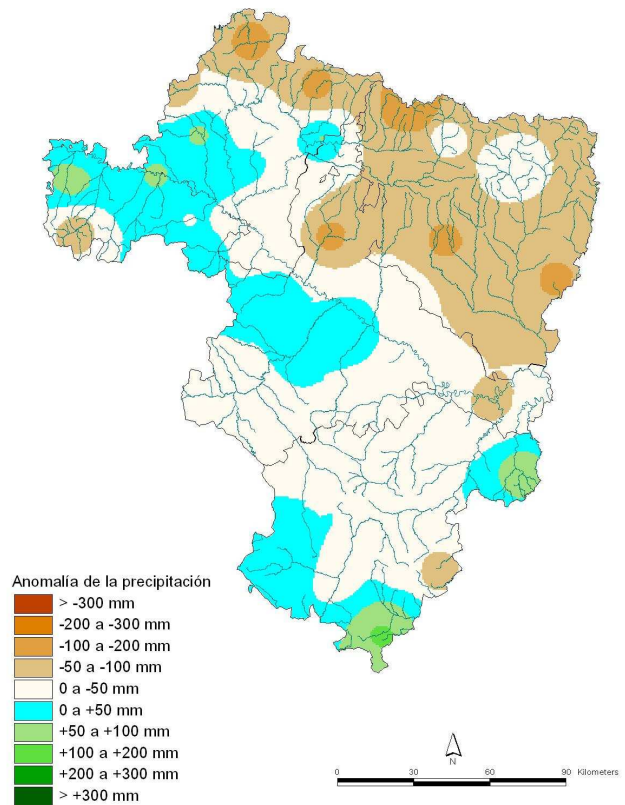 Anomalía de la precipitación
> -300 mm
-200 a -300 mm
-100 a -200 mm
-50 a -100 mm
0 a -50 mm
0 a +50 mm
+50 a +100 mm
+100 a +200 mm
+200 a +300 mm
> +300 mm
N
0 30 60 90 Kilometers